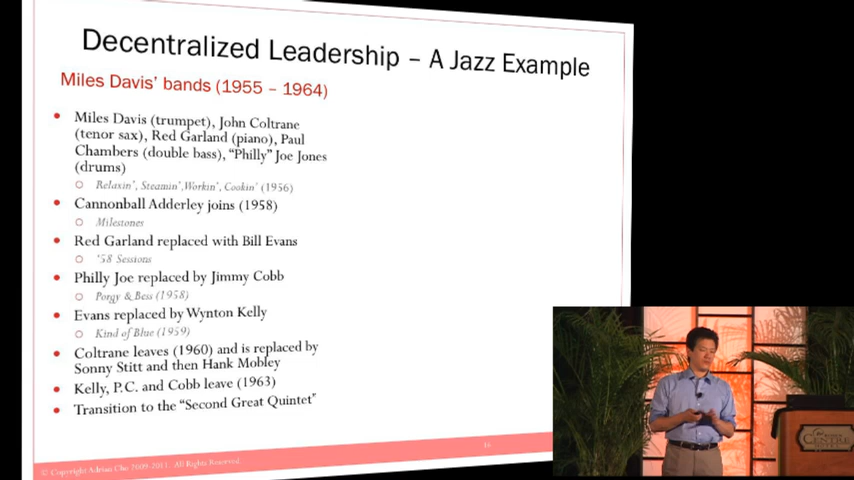 Decentralized Leadership – A Jazz Example
Miles Davis' bands (1955 – 1964)
• Miles Davis (trumpet), John Coltrane
(tenor sax), Red Garland (piano), Paul
Chambers (double bass), "Philly" Joe Jones
(drums)
Relaxin', Steamin', Workin', Cookin' (1956)
• Cannonball Adderley joins (1958)
Milestones
• Red Garland replaced with Bill Evans
'58 Sessions
• Philly Joe replaced by Jimmy Cobb
Porgy & Bess (1958)
• Evans replaced by Wynton Kelly
Kind of Blue (1959)
• Coltrane leaves (1960) and is replaced by
Sonny Stitt and then Hank Mobley
• Kelly, P.C. and Cobb leave (1963)
• Transition to the "Second Great Quintet"
© Copyright Adrian Cho 2009-2011. All Rights Reserved.
CENTRE